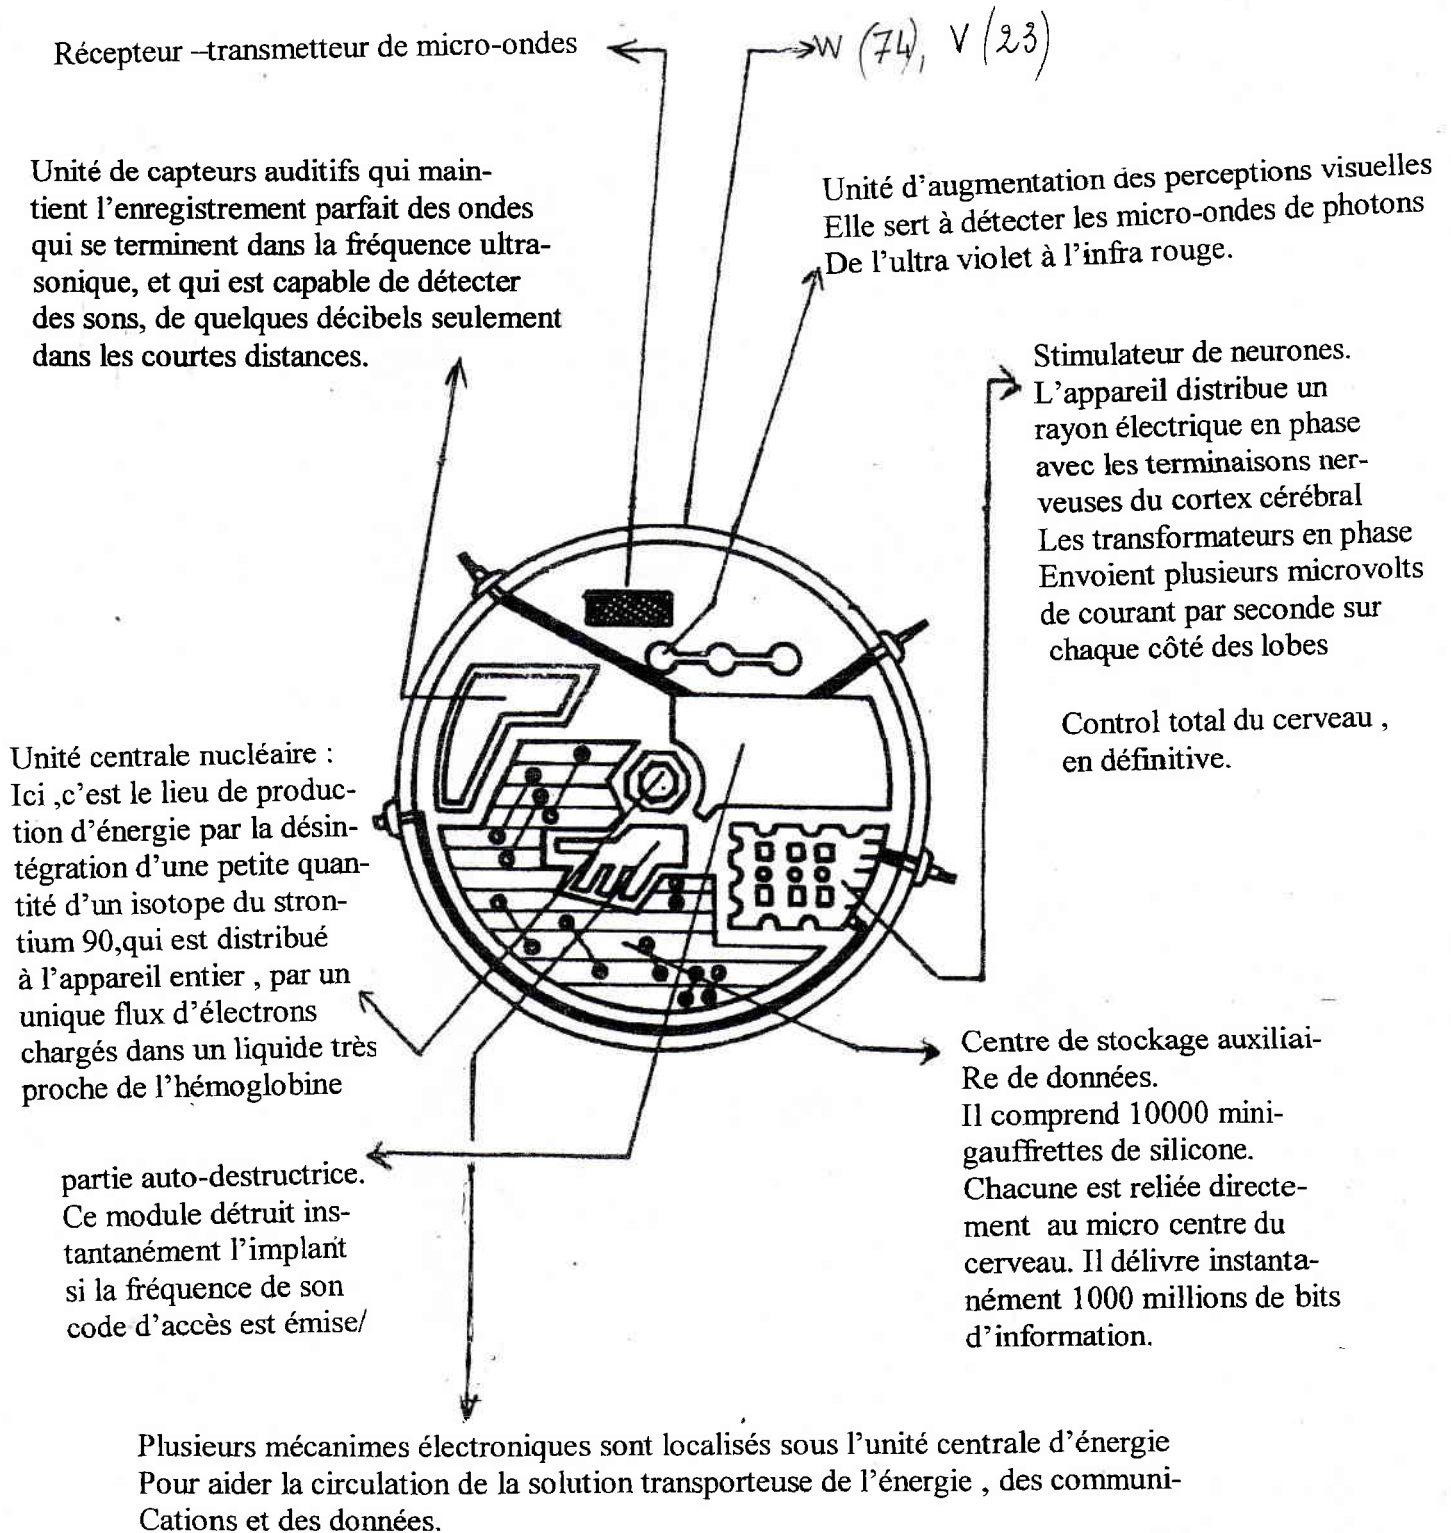 Récepteur –transmetteur de micro-ondes
W (74), V (23)
Unité de capteurs auditifs qui main-
tient l'enregistrement parfait des ondes
qui se terminent dans la fréquence ultra-
sonique, et qui est capable de détecter
des sons, de quelques décibels seulement
dans les courtes distances.
Unité d'augmentation des perceptions visuelles
Elle sert à détecter les micro-ondes de photons
De l'ultra violet à l'infra rouge.
Stimulateur de neurones.
L'appareil distribue un
rayon électrique en phase
avec les terminaisons ner-
veuses du cortex cérébral
Les transformateurs en phase
Envoient plusieurs microvolts
de courant par seconde sur
chaque côté des lobes
Control total du cerveau ,
en définitive.
Unité centrale nucléaire :
Ici ,c'est le lieu de produc-
tion d'énergie par la désin-
tégration d'une petite quan-
tité d'un isotope du stron-
tium 90,qui est distribué
à l'appareil entier , par un
unique flux d'électrons
chargés dans un liquide très
proche de l'hémoglobine
partie auto-destructrice.
Ce module détruit ins-
tantanément l'implant
si la fréquence de son
code d'accès est émise/
Centre de stockage auxiliai-
Re de données.
Il comprend 10000 mini-
gauffrettes de silicone.
Chacune est reliée directe-
ment au micro centre du
cerveau. Il délivre instanta-
nément 1000 millions de bits
d'information.
Plusieurs mécanimes électroniques sont localisés sous l'unité centrale d'énergie
Pour aider la circulation de la solution transporteuse de l'énergie , des communi-
Cations et des données.